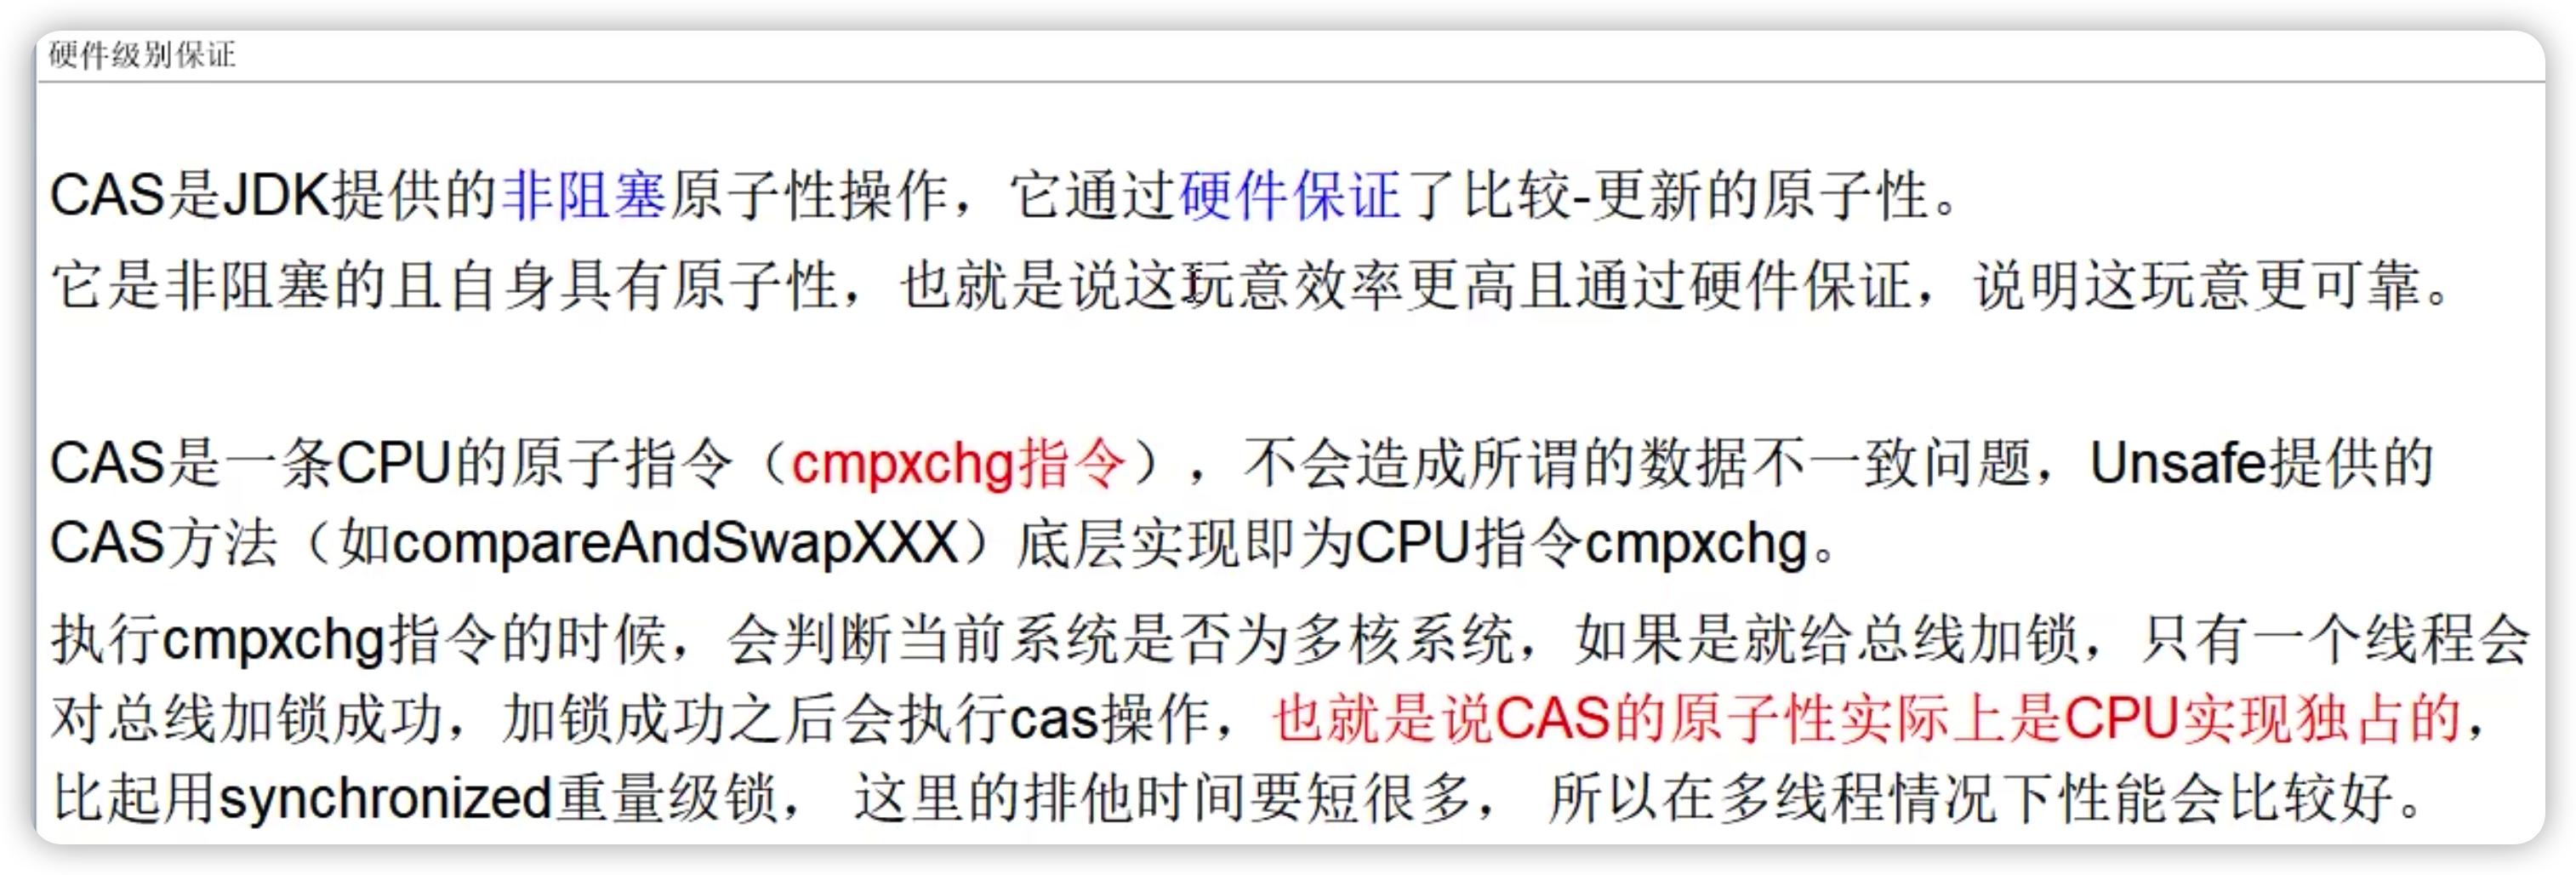 硬件级别保证
CAS是JDK提供的非阻塞原子性操作，它通过硬件保证了比较-更新的原子性。
它是非阻塞的且自身具有原子性，也就是说这玩意效率更高且通过硬件保证，说明这玩意更可靠。
CAS是一条CPU的原子指令（cmpxchg指令），不会造成所谓的数据不一致问题，Unsafe提供的
CAS方法（如compareAndSwapXXX）底层实现即为CPU指令cmpxchg。
执行cmpxchg指令的时候，会判断当前系统是否为多核系统，如果是就给总线加锁，只有一个线程会
对总线加锁成功，加锁成功之后会执行cas操作，也就是说CAS的原子性实际上是CPU实现独占的，
比起用synchronized重量级锁， 这里的排他时间要短很多， 所以在多线程情况下性能会比较好。